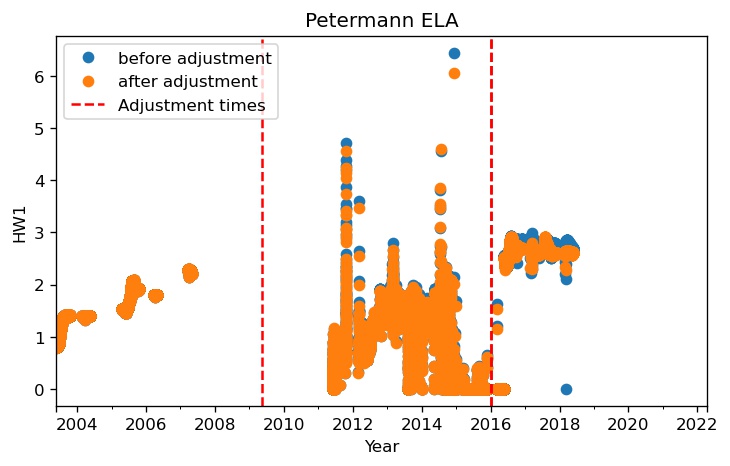 Petermann ELA
before adjustment
after adjustment
Adjustment times
HW1
6
5
4
3
2
1
0
2004 2006 2008 2010 2012 2014 2016 2018 2020 2022
Year